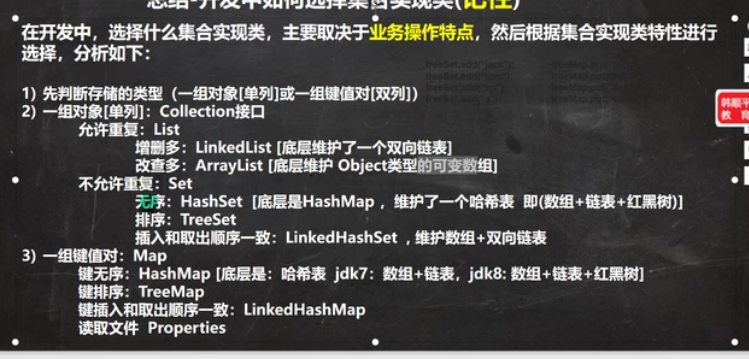 总结-开发中如何选择集合实现类(记住)
在开发中，选择什么集合实现类，主要取决于业务操作特点，然后根据集合实现类特性进行
选择，分析如下：
1) 先判断存储的类型（一组对象[单列]或一组键值对[双列]）
2) 一组对象[单列]：Collection接口
允许重复：List
增删多：LinkedList [底层维护了一个双向链表]
改查多：ArrayList [底层维护 Object类型的可变数组]
不允许重复：Set
无序：HashSet [底层是HashMap ，维护了一个哈希表 即(数组+链表+红黑树)]
排序：TreeSet
插入和取出顺序一致：LinkedHashSet , 维护数组+双向链表
3) 一组键值对：Map
键无序：HashMap [底层是：哈希表 jdk7：数组+链表，jdk8: 数组+链表+红黑树]
键排序：TreeMap
键插入和取出顺序一致：LinkedHashMap
读取文件 Properties
韩顺平
教 育